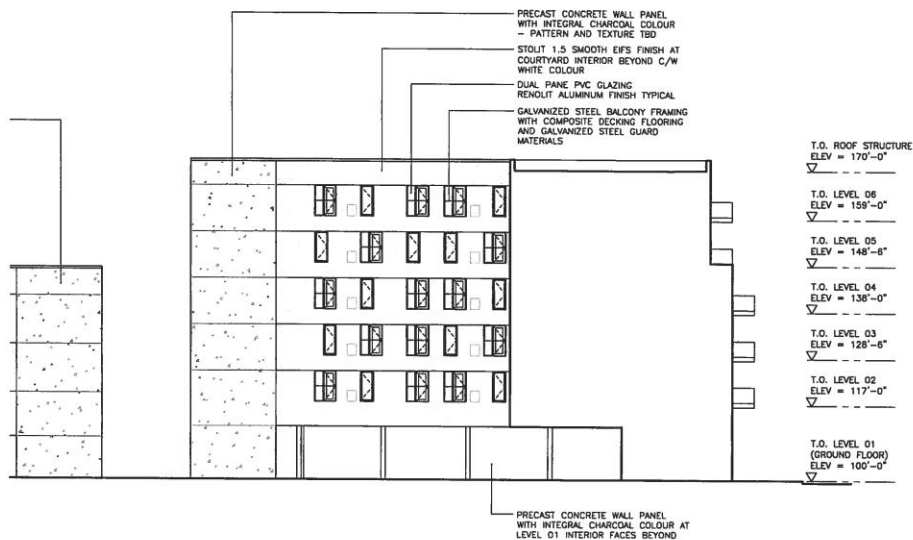 PRECAST CONCRETE WALL PANEL
WITH INTEGRAL CHARCOAL COLOUR
- PATTERN AND TEXTURE TBD
STOLIT 1.5 SMOOTH EIFS FINISH AT
COURTYARD INTERIOR BEYOND C/W
WHITE COLOUR
DUAL PANE PVC GLAZING
RENOLIT ALUMINUM FINISH TYPICAL
GALVANIZED STEEL BALCONY FRAMING
WITH COMPOSITE DECKING FLOORING
AND GALVANIZED STEEL GUARD
MATERIALS
T.O. ROOF STRUCTURE
ELEV = 170'-0"
T.O. LEVEL 06
ELEV = 159'-0"
T.O. LEVEL 05
ELEV = 148'-6"
T.O. LEVEL 04
ELEV = 138'-0"
T.O. LEVEL 03
ELEV = 128'-6"
T.O. LEVEL 02
ELEV = 117'-0"
T.O. LEVEL 01
(GROUND FLOOR)
ELEV = 100'-0"
PRECAST CONCRETE WALL PANEL
WITH INTEGRAL CHARCOAL COLOUR AT
LEVEL 01 INTERIOR FACES BEYOND